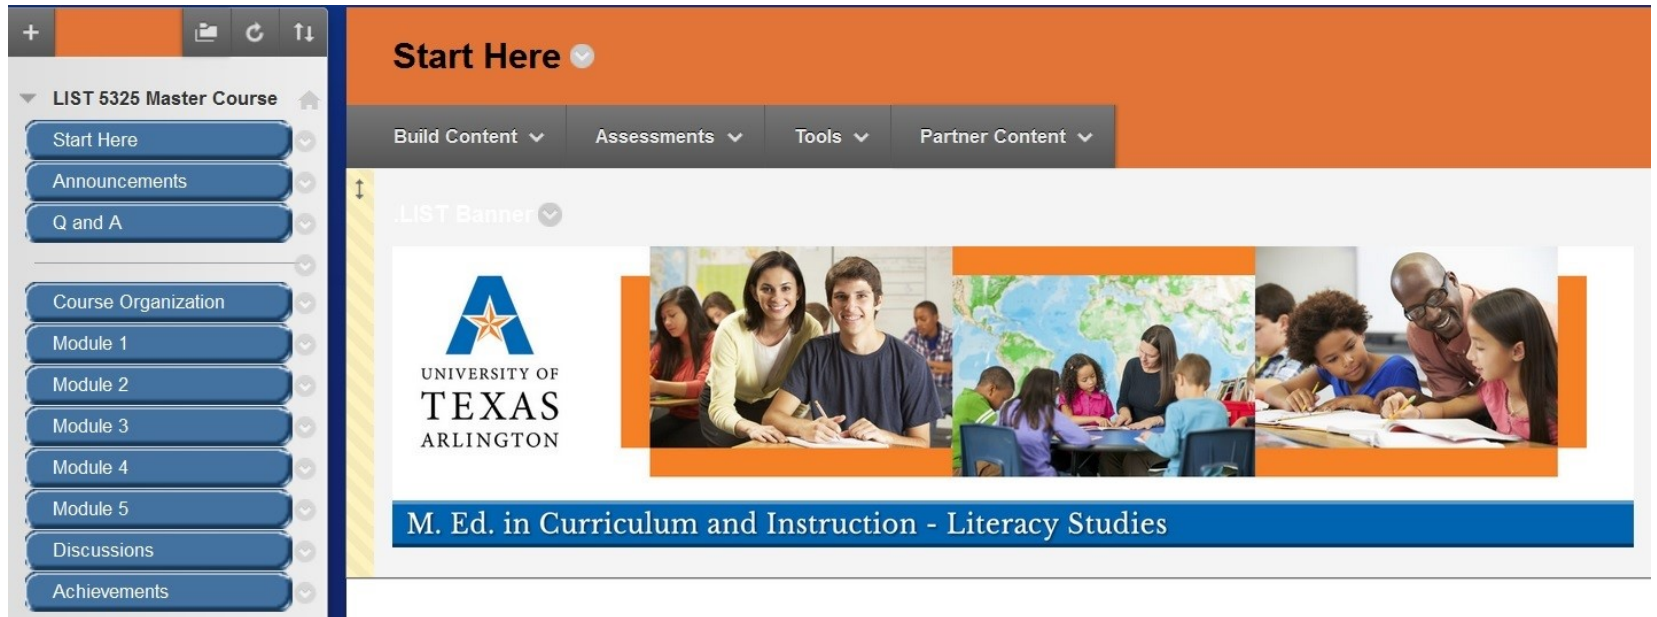 LIST 5325 Master Course
Start Here
Announcements
Q and A
Course Organization
Module 1
Module 2
Module 3
Module 4
Module 5
Discussions
Achievements
Start Here
Build Content
Assessments
Tools
Partner Content
.LIST Banner
UNIVERSITY OF
TEXAS
ARLINGTON
M. Ed. in Curriculum and Instruction - Literacy Studies